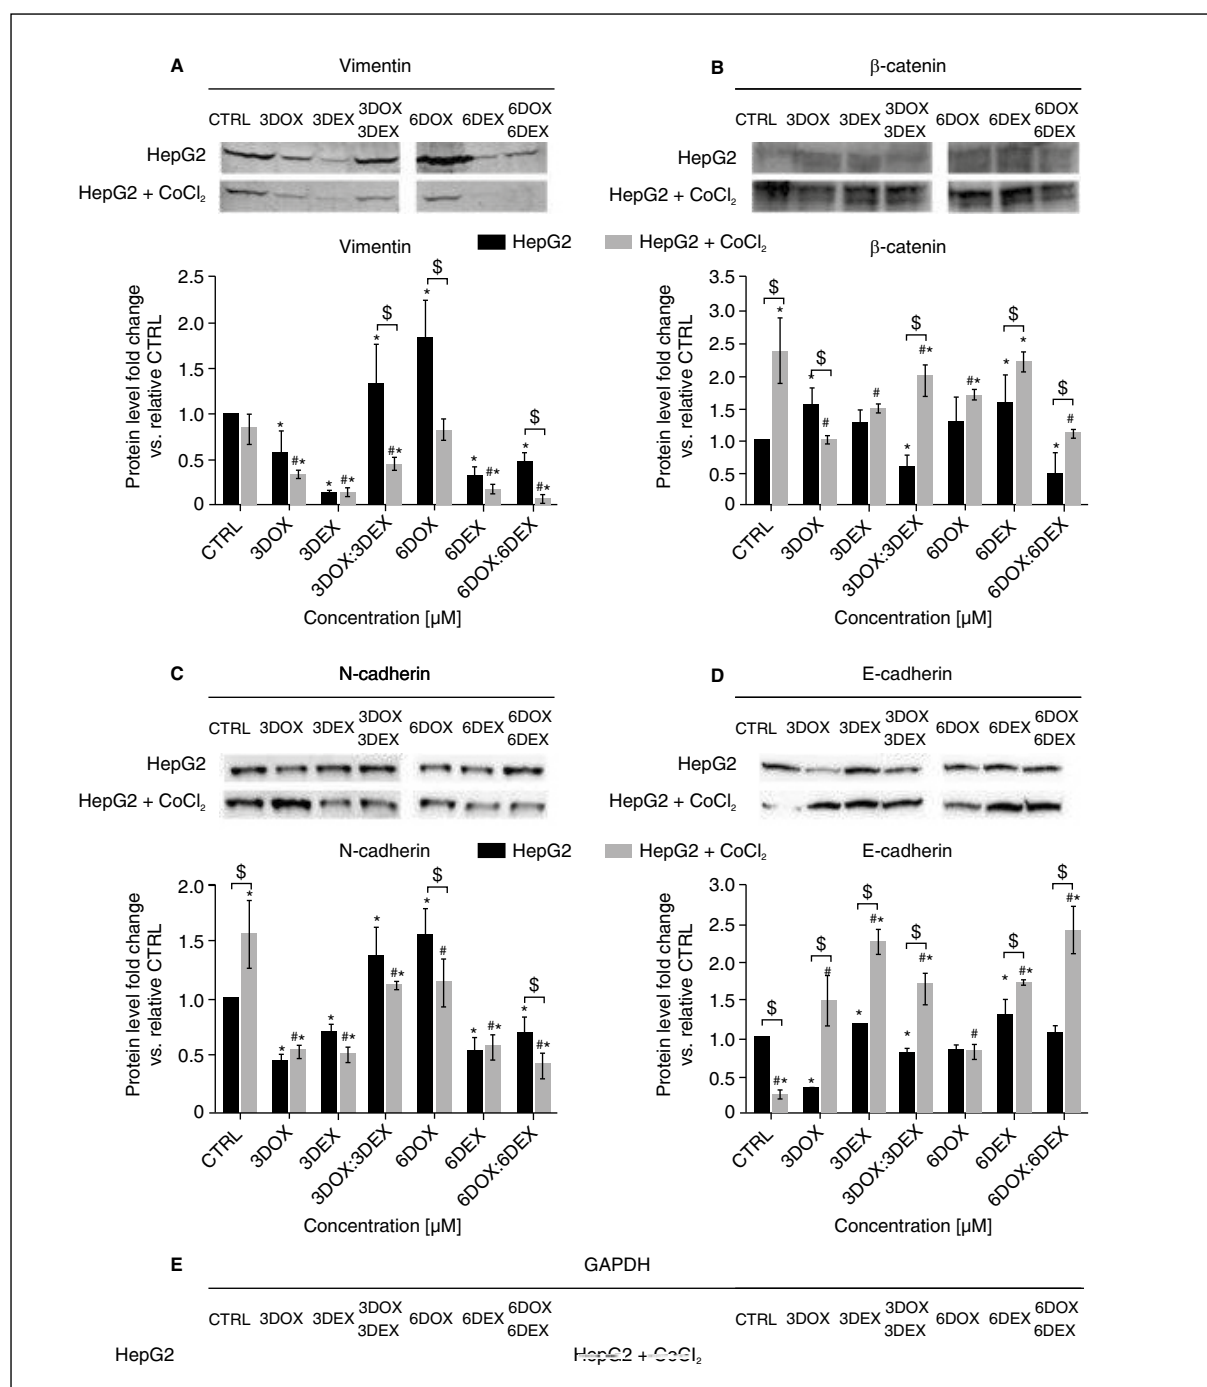 A Vimentin
CTRL 3DOX 3DEX 3DOX 3DEX 6DOX 6DEX 6DOX 6DEX
HepG2
HepG2 + CoCl₂
Vimentin
HepG2 HepG2 + CoCl₂
Protein level fold change
vs. relative CTRL
2.5
2.0
1.5
1.0
0.5
0
* #* * #* * $ #* * $ * #* * $ #*
CTRL 3DOX 3DEX 3DOX:3DEX 6DOX 6DEX 6DOX:6DEX
Concentration [µM]
B β-catenin
CTRL 3DOX 3DEX 3DOX 3DEX 6DOX 6DEX 6DOX 6DEX
HepG2
HepG2 + CoCl₂
β-catenin
Protein level fold change
vs. relative CTRL
3.5
3.0
2.5
2.0
1.5
1.0
0.5
0
$ * * $ # # * $ #* #* * $ * * $ #
CTRL 3DOX 3DEX 3DOX:3DEX 6DOX 6DEX 6DOX:6DEX
Concentration [µM]
C N-cadherin
CTRL 3DOX 3DEX 3DOX 3DEX 6DOX 6DEX 6DOX 6DEX
HepG2
HepG2 + CoCl₂
N-cadherin
HepG2 HepG2 + CoCl₂
Protein level fold change
vs. relative CTRL
2.0
1.5
1.0
0.5
0
$ * * #* * #* * #* * $ # * #* * $ #*
CTRL 3DOX 3DEX 3DOX:3DEX 6DOX 6DEX 6DOX:6DEX
Concentration [µM]
D E-cadherin
CTRL 3DOX 3DEX 3DOX 3DEX 6DOX 6DEX 6DOX 6DEX
HepG2
HepG2 + CoCl₂
E-cadherin
Protein level fold change
vs. relative CTRL
3.0
2.5
2.0
1.5
1.0
0.5
0
$ #* * $ # * $ #* * $ #* # * $ #* $ #*
CTRL 3DOX 3DEX 3DOX:3DEX 6DOX 6DEX 6DOX:6DEX
Concentration [µM]
E GAPDH
CTRL 3DOX 3DEX 3DOX 3DEX 6DOX 6DEX 6DOX 6DEX CTRL 3DOX 3DEX 3DOX 3DEX 6DOX 6DEX 6DOX 6DEX
HepG2 HepG2 + CoCl₂